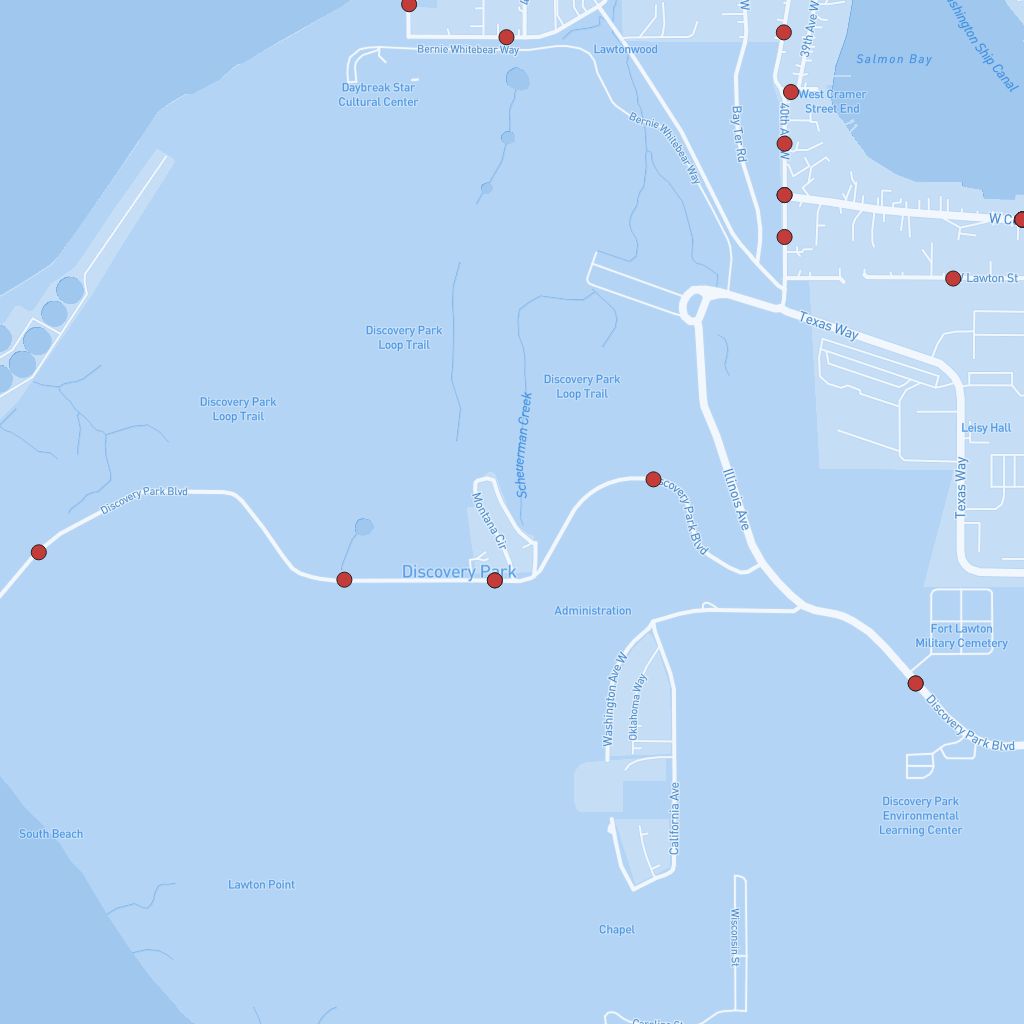 Bernie Whitebear Way
Lawtonwood
39th Ave W
Salmon Bay
Washington Ship Canal
Daybreak Star
Cultural Center
West Cramer
Street End
Bay Ter Rd
40th Ave W
Bernie Whitebear Way
W Lawton St
Texas Way
Discovery Park
Loop Trail
Discovery Park
Loop Trail
Discovery Park
Loop Trail
Scheuerman Creek
Leisy Hall
Texas Way
Illinois Ave
Discovery Park Blvd
Discovery Park Blvd
Montana Cir
Discovery Park
Administration
Fort Lawton
Military Cemetery
Washington Ave W
Oklahoma Way
Discovery Park Blvd
California Ave
Discovery Park
Environmental
Learning Center
South Beach
Lawton Point
Chapel
Wisconsin St